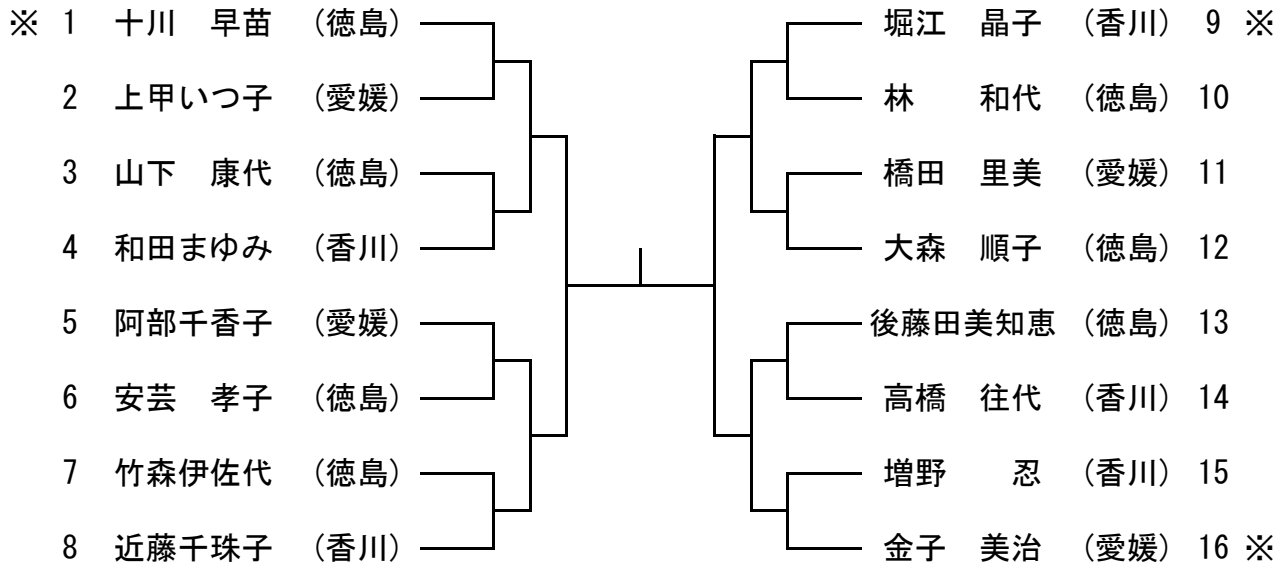 ※ 1 十川 早苗 (徳島)
2 上甲いつ子 (愛媛)
3 山下 康代 (徳島)
4 和田まゆみ (香川)
5 阿部千香子 (愛媛)
6 安芸 孝子 (徳島)
7 竹森伊佐代 (徳島)
8 近藤千珠子 (香川)
堀江 晶子 (香川) 9 ※
林 和代 (徳島) 10
橋田 里美 (愛媛) 11
大森 順子 (徳島) 12
後藤田美知恵 (徳島) 13
高橋 往代 (香川) 14
増野 忍 (香川) 15
金子 美治 (愛媛) 16 ※